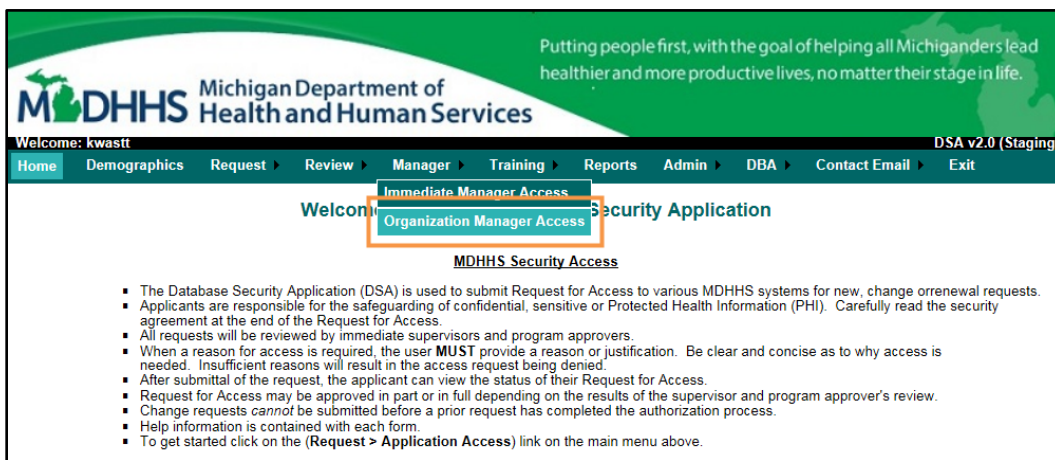 Putting people first, with the goal of helping all Michiganders lead
healthier and more productive lives, no matter their stage in life.
MDHHS Michigan Department of
Health and Human Services
Welcome: kwastt DSA v2.0 (Staging
Home Demographics Request Review Manager Training Reports Admin DBA Contact Email Exit
Immediate Manager Access
Welcom Security Application
Organization Manager Access
MDHHS Security Access
▪ The Database Security Application (DSA) is used to submit Request for Access to various MDHHS systems for new, change orrenewal requests.
▪ Applicants are responsible for the safeguarding of confidential, sensitive or Protected Health Information (PHI). Carefully read the security
agreement at the end of the Request for Access.
▪ All requests will be reviewed by immediate supervisors and program approvers.
▪ When a reason for access is required, the user MUST provide a reason or justification. Be clear and concise as to why access is
needed. Insufficient reasons will result in the access request being denied.
▪ After submittal of the request, the applicant can view the status of their Request for Access.
▪ Request for Access may be approved in part or in full depending on the results of the supervisor and program approver's review.
▪ Change requests cannot be submitted before a prior request has completed the authorization process.
▪ Help information is contained with each form.
▪ To get started click on the (Request > Application Access) link on the main menu above.